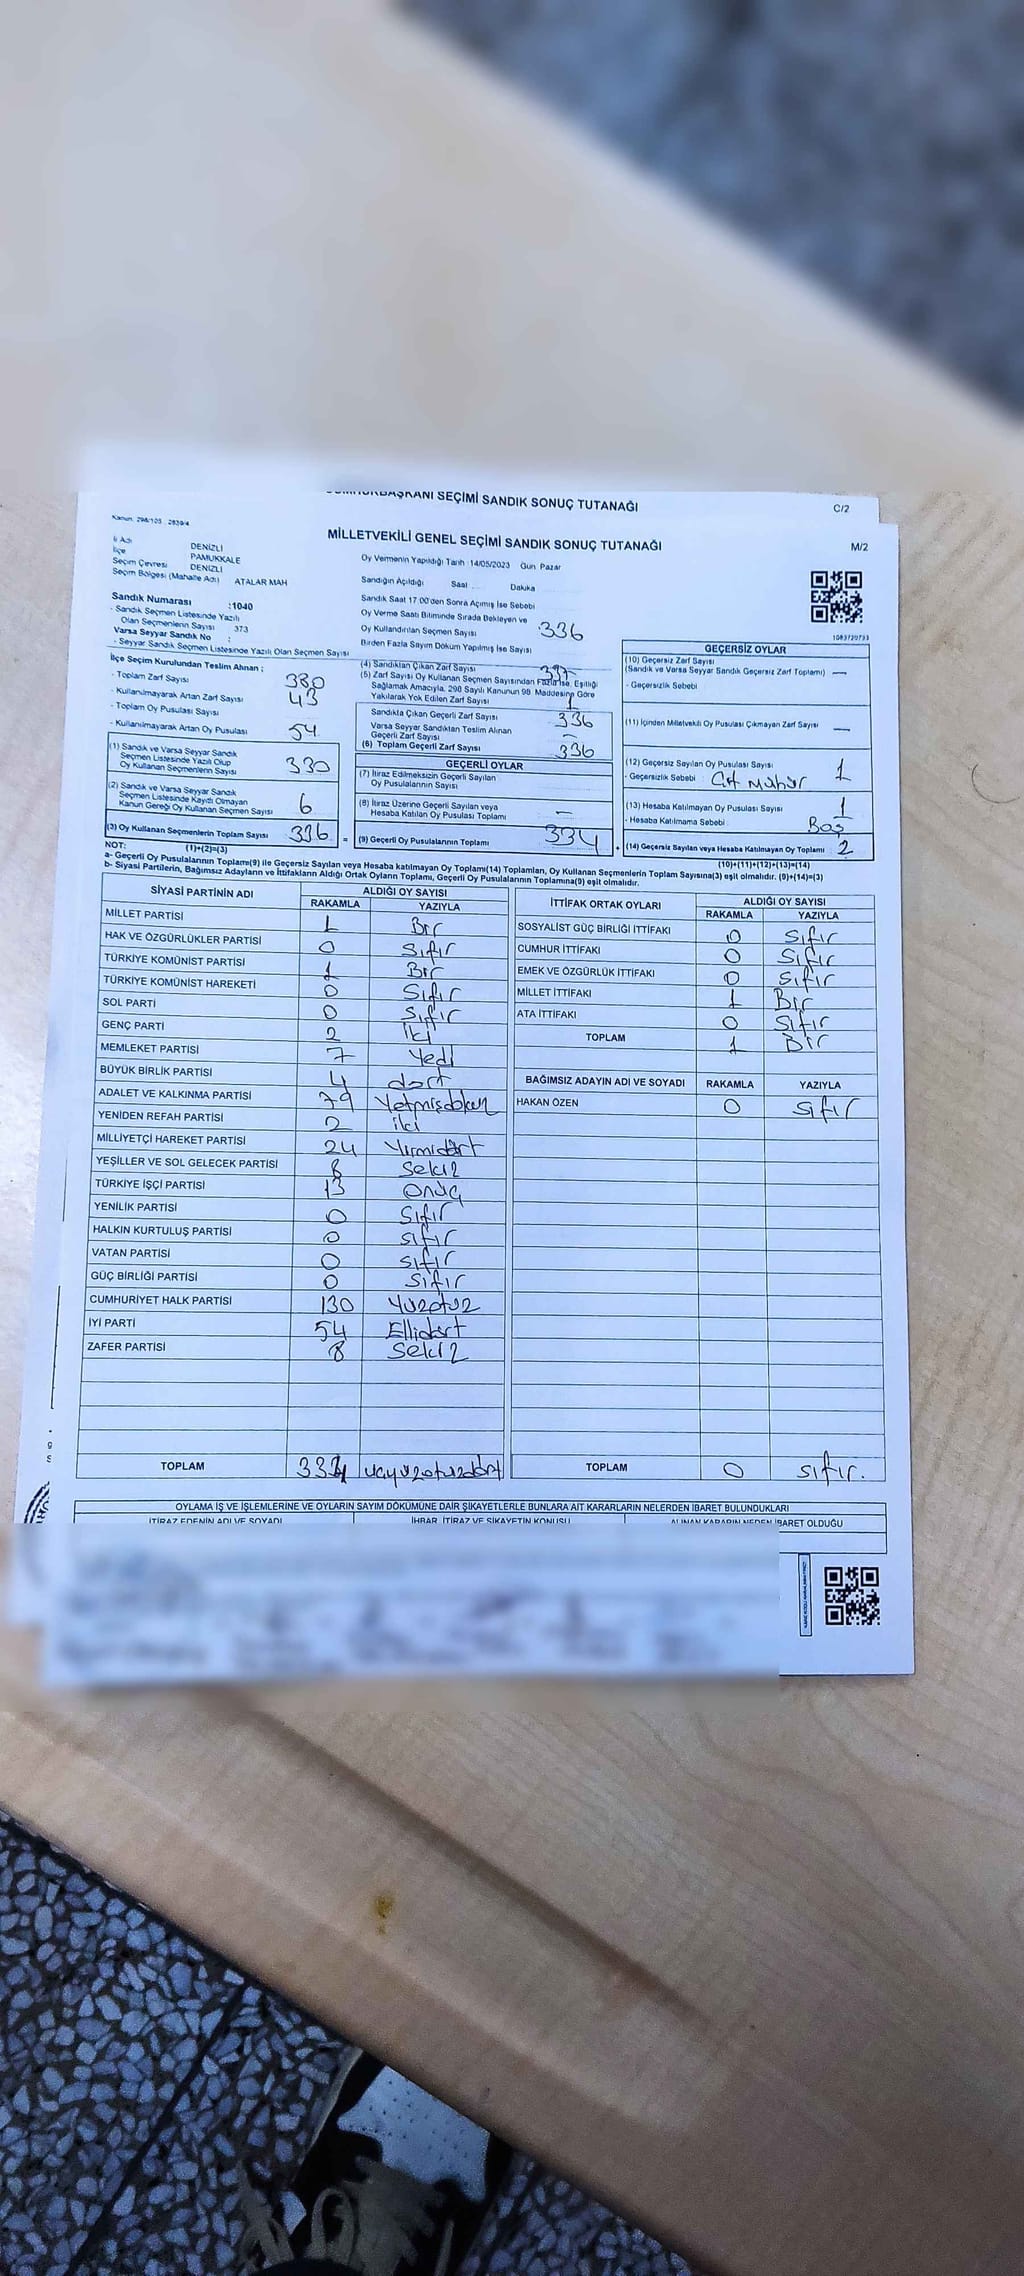 CUMHURBAŞKANI SEÇİMİ SANDIK SONUÇ TUTANAĞI
C/2
Kanun. 298/105 . 2839/4
MİLLETVEKİLİ GENEL SEÇİMİ SANDIK SONUÇ TUTANAĞI
M/2
İl Adı DENİZLİ
İlçe PAMUKKALE
Seçim Çevresi DENİZLİ
Seçim Bölgesi (Mahalle Adı) ATALAR MAH
Sandık Numarası :1040
- Sandık Seçmen Listesinde Yazılı
Olan Seçmenlerin Sayısı 373
Varsa Seyyar Sandık No :
- Seyyar Sandık Seçmen Listesinde Yazılı Olan Seçmen Sayısı
Oy Vermenin Yapıldığı Tarih :14/05/2023 Gün Pazar
Sandığın Açıldığı Saat Dakika
Sandık Saat 17:00'den Sonra Açılmış İse Sebebi
Oy Verme Saati Bitiminde Sırada Bekleyen ve
Oy Kullandırılan Seçmen Sayısı 336
Birden Fazla Sayım Döküm Yapılmış İse Sayısı
1083720793
İlçe Seçim Kurulundan Teslim Alınan :
- Toplam Zarf Sayısı 380
- Kullanılmayarak Artan Zarf Sayısı 43
- Toplam Oy Pusulası Sayısı
- Kullanılmayarak Artan Oy Pusulası 54
(1) Sandık ve Varsa Seyyar Sandık
Seçmen Listesinde Yazılı Olup
Oy Kullanan Seçmenlerin Sayısı 330
(2) Sandık ve Varsa Seyyar Sandık
Seçmen Listesinde Kayıtlı Olmayan
Kanun Gereği Oy Kullanan Seçmen Sayısı 6
(3) Oy Kullanan Seçmenlerin Toplam Sayısı 336
(4) Sandıktan Çıkan Zarf Sayısı 337
(5) Zarf Sayısı Oy Kullanan Seçmen Sayısından Fazla İse, Eşitliği
Sağlamak Amacıyla, 298 Sayılı Kanunun 98. Maddesine Göre
Yakılarak Yok Edilen Zarf Sayısı 1
Sandıkta Çıkan Geçerli Zarf Sayısı 336
Varsa Seyyar Sandıktan Teslim Alınan
Geçerli Zarf Sayısı —
(6) Toplam Geçerli Zarf Sayısı 336
GEÇERLİ OYLAR
(7) İtiraz Edilmeksizin Geçerli Sayılan
Oy Pusulalarının Sayısı
(8) İtiraz Üzerine Geçerli Sayılan veya
Hesaba Katılan Oy Pusulası Toplamı —
= (9) Geçerli Oy Pusulalarının Toplamı 334
GEÇERSİZ OYLAR
(10) Geçersiz Zarf Sayısı
(Sandık ve Varsa Seyyar Sandık Geçersiz Zarf Toplamı) —
- Geçersizlik Sebebi
(11) İçinden Milletvekili Oy Pusulası Çıkmayan Zarf Sayısı —
(12) Geçersiz Sayılan Oy Pusulası Sayısı 1
- Geçersizlik Sebebi : Çift Mühür
(13) Hesaba Katılmayan Oy Pusulası Sayısı 1
- Hesaba Katılmama Sebebi Boş
+ (14) Geçersiz Sayılan veya Hesaba Katılmayan Oy Toplamı 2
NOT: (1)+(2)=(3)
(10)+(11)+(12)+(13)=(14)
a- Geçerli Oy Pusulalarının Toplamı(9) ile Geçersiz Sayılan veya Hesaba katılmayan Oy Toplamı(14) Toplamları, Oy Kullanan Seçmenlerin Toplam Sayısına(3) eşit olmalıdır. (9)+(14)=(3)
b- Siyasi Partilerin, Bağımsız Adayların ve İttifakların Aldığı Ortak Oyların Toplamı, Geçerli Oy Pusulalarının Toplamına(9) eşit olmalıdır.
SİYASİ PARTİNİN ADI ALDIĞI OY SAYISI
RAKAMLA YAZIYLA
MİLLET PARTİSİ 1 Bir
HAK VE ÖZGÜRLÜKLER PARTİSİ 0 Sıfır
TÜRKİYE KOMÜNİST PARTİSİ 1 Bir
TÜRKİYE KOMÜNİST HAREKETİ 0 Sıfır
SOL PARTİ 0 Sıfır
GENÇ PARTİ 2 İki
MEMLEKET PARTİSİ 7 Yedi
BÜYÜK BİRLİK PARTİSİ 4 dört
ADALET VE KALKINMA PARTİSİ 79 Yetmişdokuz
YENİDEN REFAH PARTİSİ 2 iki
MİLLİYETÇİ HAREKET PARTİSİ 24 Yirmidört
YEŞİLLER VE SOL GELECEK PARTİSİ 8 Sekiz
TÜRKİYE İŞÇİ PARTİSİ 13 Onüç
YENİLİK PARTİSİ 0 Sıfır
HALKIN KURTULUŞ PARTİSİ 0 sıfır
VATAN PARTİSİ 0 sıfır
GÜÇ BİRLİĞİ PARTİSİ 0 Sıfır
CUMHURİYET HALK PARTİSİ 130 Yüzotuz
İYİ PARTİ 54 Ellidört
ZAFER PARTİSİ 8 Sekiz
TOPLAM 334 üçyüzotuzdört
İTTİFAK ORTAK OYLARI ALDIĞI OY SAYISI
RAKAMLA YAZIYLA
SOSYALİST GÜÇ BİRLİĞİ İTTİFAKI 0 Sıfır
CUMHUR İTTİFAKI 0 Sıfır
EMEK VE ÖZGÜRLÜK İTTİFAKI 0 Sıfır
MİLLET İTTİFAKI 1 Bir
ATA İTTİFAKI 0 Sıfır
TOPLAM 1 Bir
BAĞIMSIZ ADAYIN ADI VE SOYADI RAKAMLA YAZIYLA
HAKAN ÖZEN 0 sıfır
TOPLAM 0 sıfır.
OYLAMA İŞ VE İŞLEMLERİNE VE OYLARIN SAYIM DÖKÜMÜNE DAİR ŞİKAYETLERLE BUNLARA AİT KARARLARIN NELERDEN İBARET BULUNDUKLARI
İTİRAZ EDENİN ADI VE SOYADI İHBAR, İTİRAZ VE ŞİKAYETİN KONUSU ALINAN KARARIN NEDEN İBARET OLDUĞU